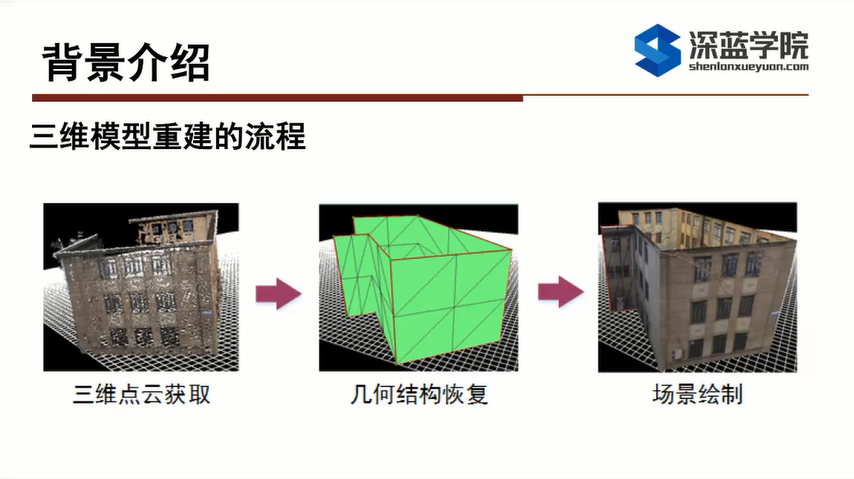 背景介绍
深蓝学院
shenlanxueyuan.com
三维模型重建的流程
三维点云获取
几何结构恢复
场景绘制